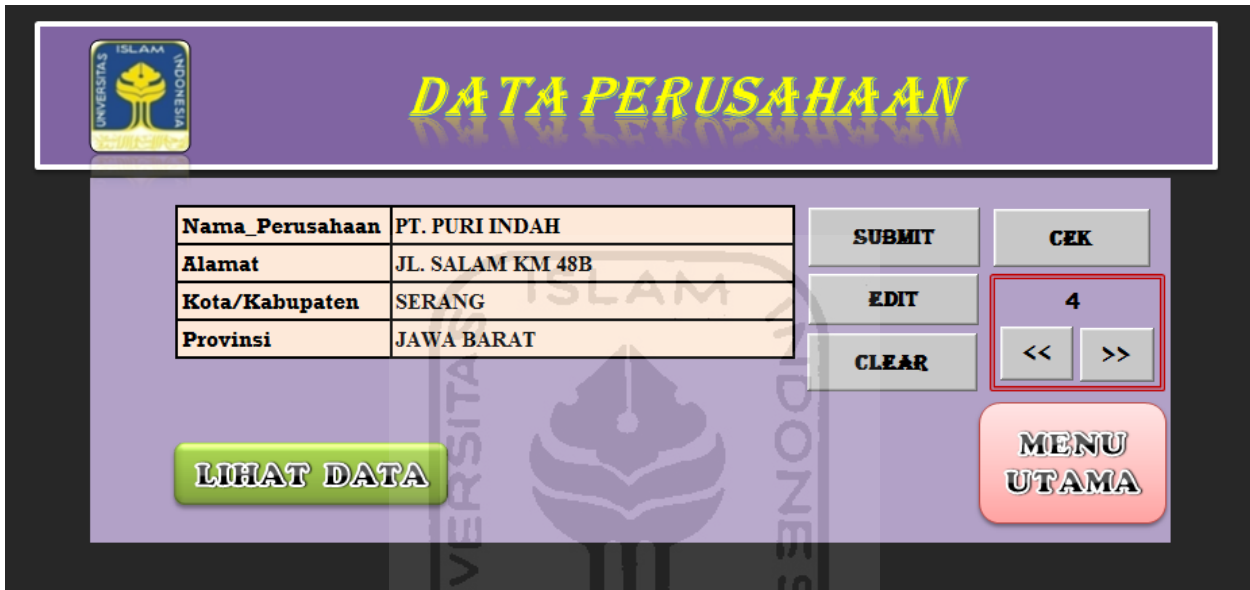 UNIVERSITAS ISLAM INDONESIA
DATA PERUSAHAAN
Nama_Perusahaan PT. PURI INDAH
Alamat JL. SALAM KM 48B
Kota/Kabupaten SERANG
Provinsi JAWA BARAT
SUBMIT
CEK
EDIT
4
<< >>
CLEAR
LIHAT DATA
MENU
UTAMA
ISLAM